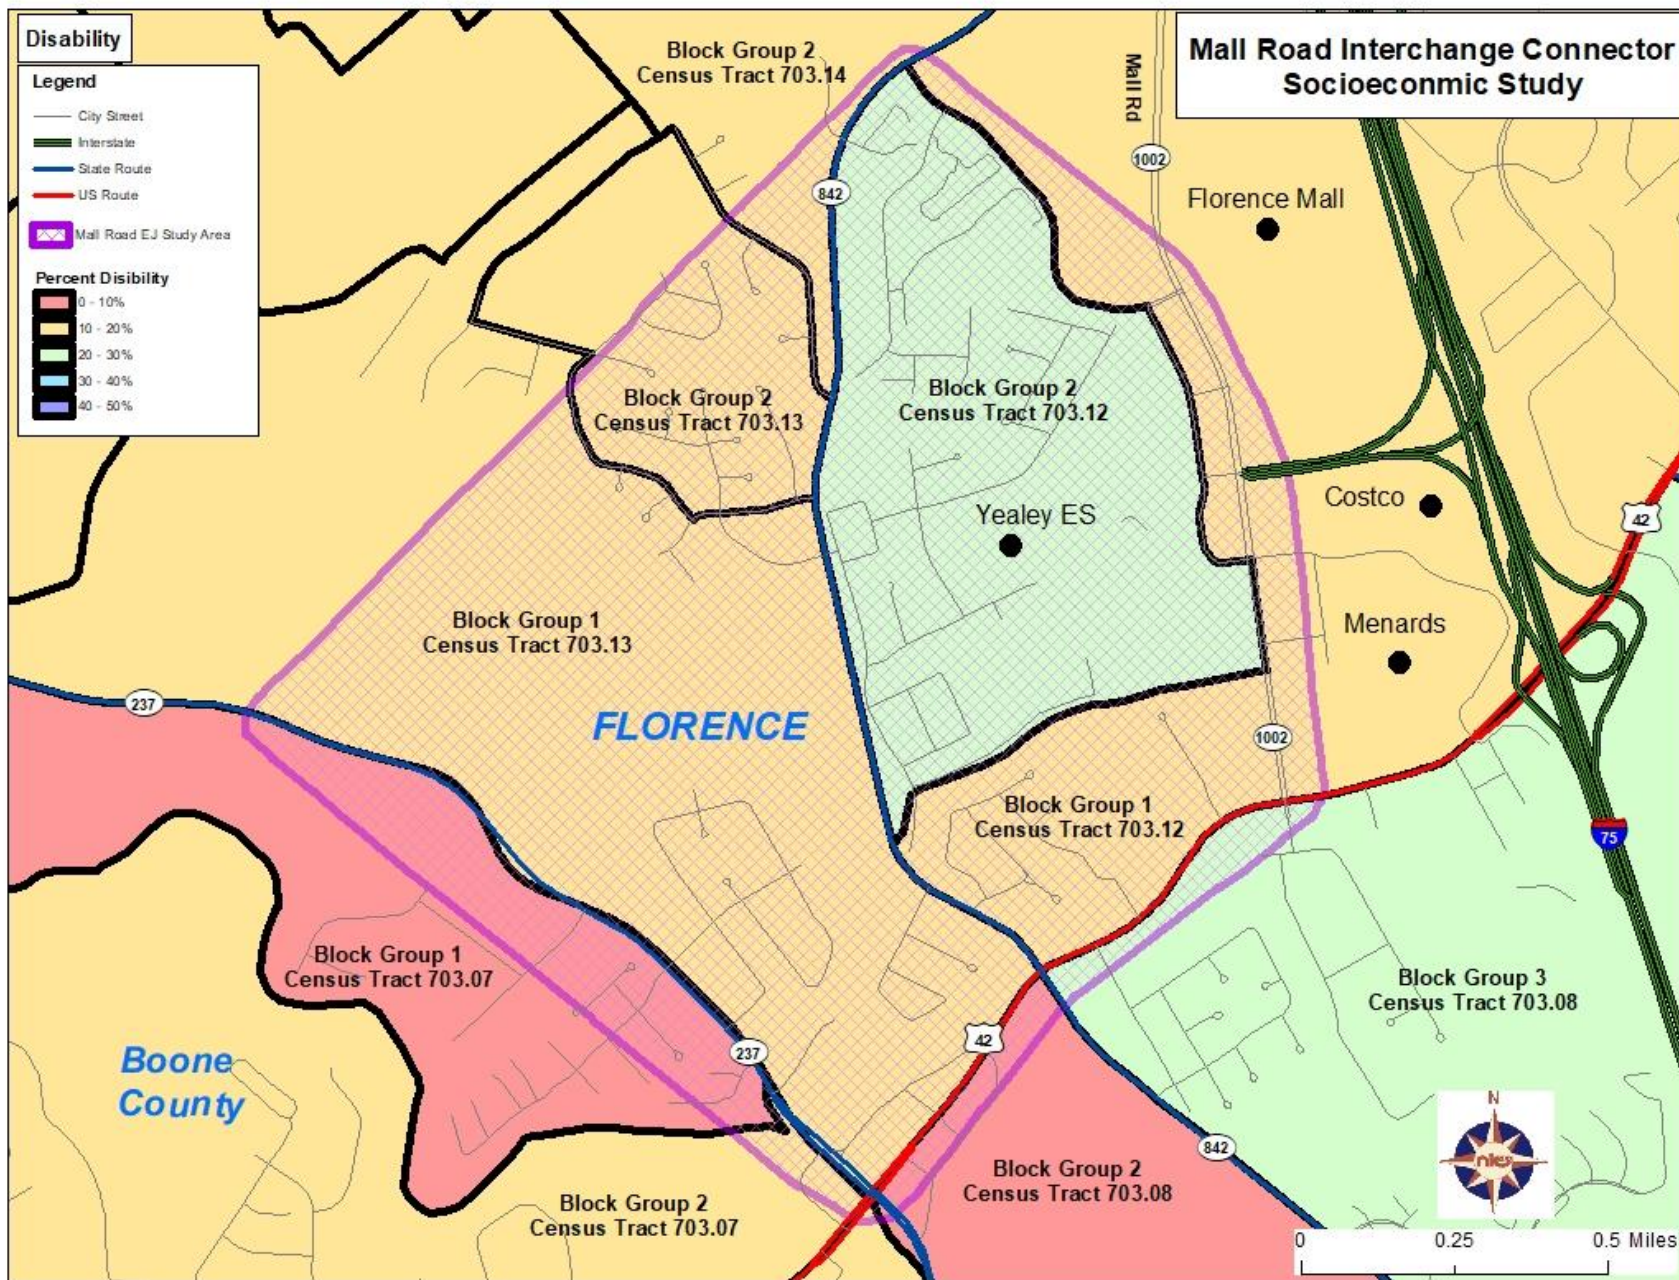 Disability
Legend
City Street
Interstate
State Route
US Route
Mall Road EJ Study Area
Percent Disibility
0 - 10%
10 - 20%
20 - 30%
30 - 40%
40 - 50%
Mall Road Interchange Connector
Socioeconmic Study
Block Group 2
Census Tract 703.14
Mall Rd
1002
842
Florence Mall
Block Group 2
Census Tract 703.13
Block Group 2
Census Tract 703.12
Costco
42
Yealey ES
Block Group 1
Census Tract 703.13
Menards
237
FLORENCE
1002
Block Group 1
Census Tract 703.12
75
Block Group 1
Census Tract 703.07
Block Group 3
Census Tract 703.08
Boone
County
237
42
842
Block Group 2
Census Tract 703.08
Block Group 2
Census Tract 703.07
N
0 0.25 0.5 Miles